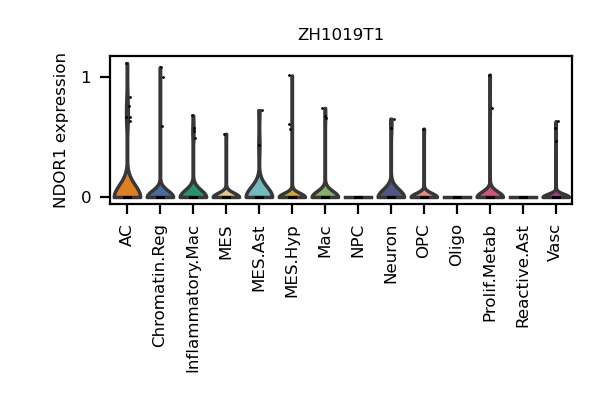 ZH1019T1
NDOR1 expression
1
0
AC
Chromatin.Reg
Inflammatory.Mac
MES
MES.Ast
MES.Hyp
Mac
NPC
Neuron
OPC
Oligo
Prolif.Metab
Reactive.Ast
Vasc